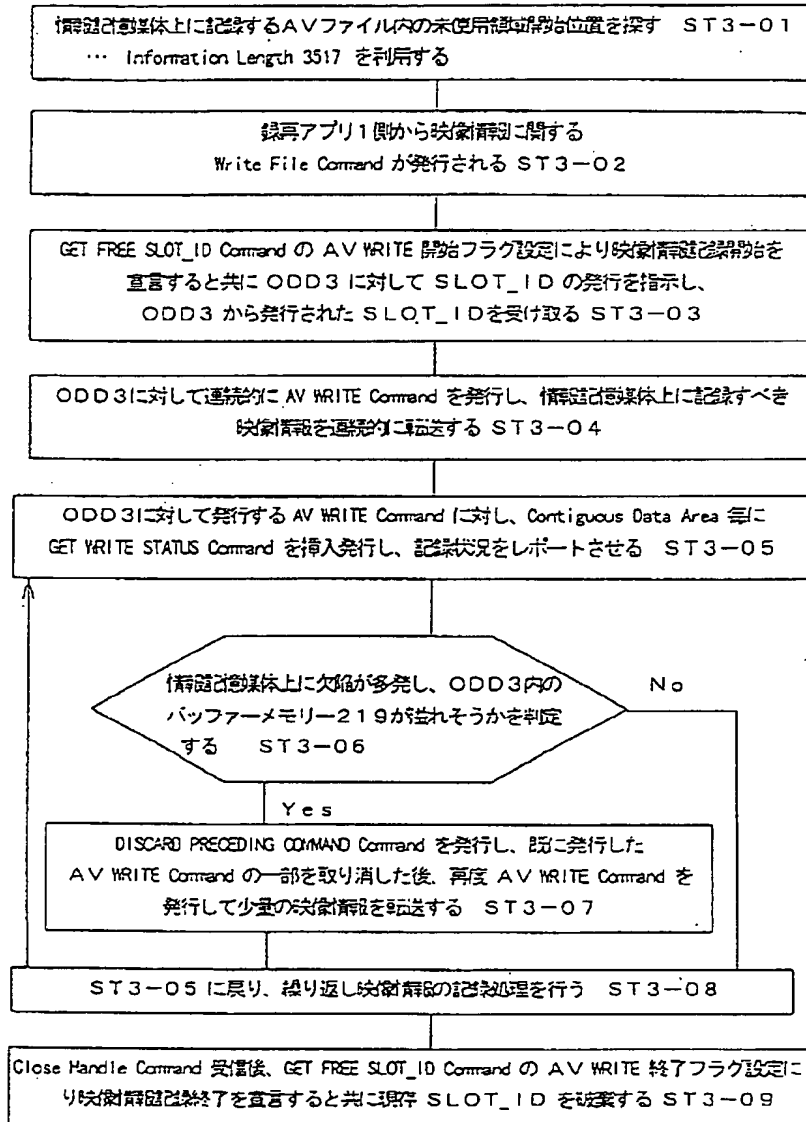 情報記憶媒体上に記録するAVファイル内の未使用領域開始位置を探す ST3-01
… Information Length 3517 を利用する
録再アプリ1側から映像情報に関する
Write File Command が発行される ST3-02
GET FREE SLOT_ID Command の AV WRITE 開始フラグ設定により映像情報記録開始を
宣言すると共に ODD3 に対して SLOT_ID の発行を指示し、
ODD3 から発行された SLOT_IDを受け取る ST3-03
ODD3に対して連続的に AV WRITE Command を発行し、情報記憶媒体上に記録すべき
映像情報を連続的に転送する ST3-04
ODD3に対して発行する AV WRITE Command に対し、Contiguous Data Area 毎に
GET WRITE STATUS Command を挿入発行し、記録状況をレポートさせる ST3-05
情報記憶媒体上に欠陥が多発し、ODD3内の
バッファーメモリー219が溢れそうかを判定
する ST3-06
No
Yes
DISCARD PRECEDING COMMAND Command を発行し、既に発行した
AV WRITE Command の一部を取り消した後、再度 AV WRITE Command を
発行して少量の映像情報を転送する ST3-07
ST3-05 に戻り、繰り返し映像情報の記録処理を行う ST3-08
Close Handle Command 受信後、GET FREE SLOT_ID Command の AV WRITE 終了フラグ設定に
り映像情報記録終了を宣言すると共に現存 SLOT_ID を破棄する ST3-09